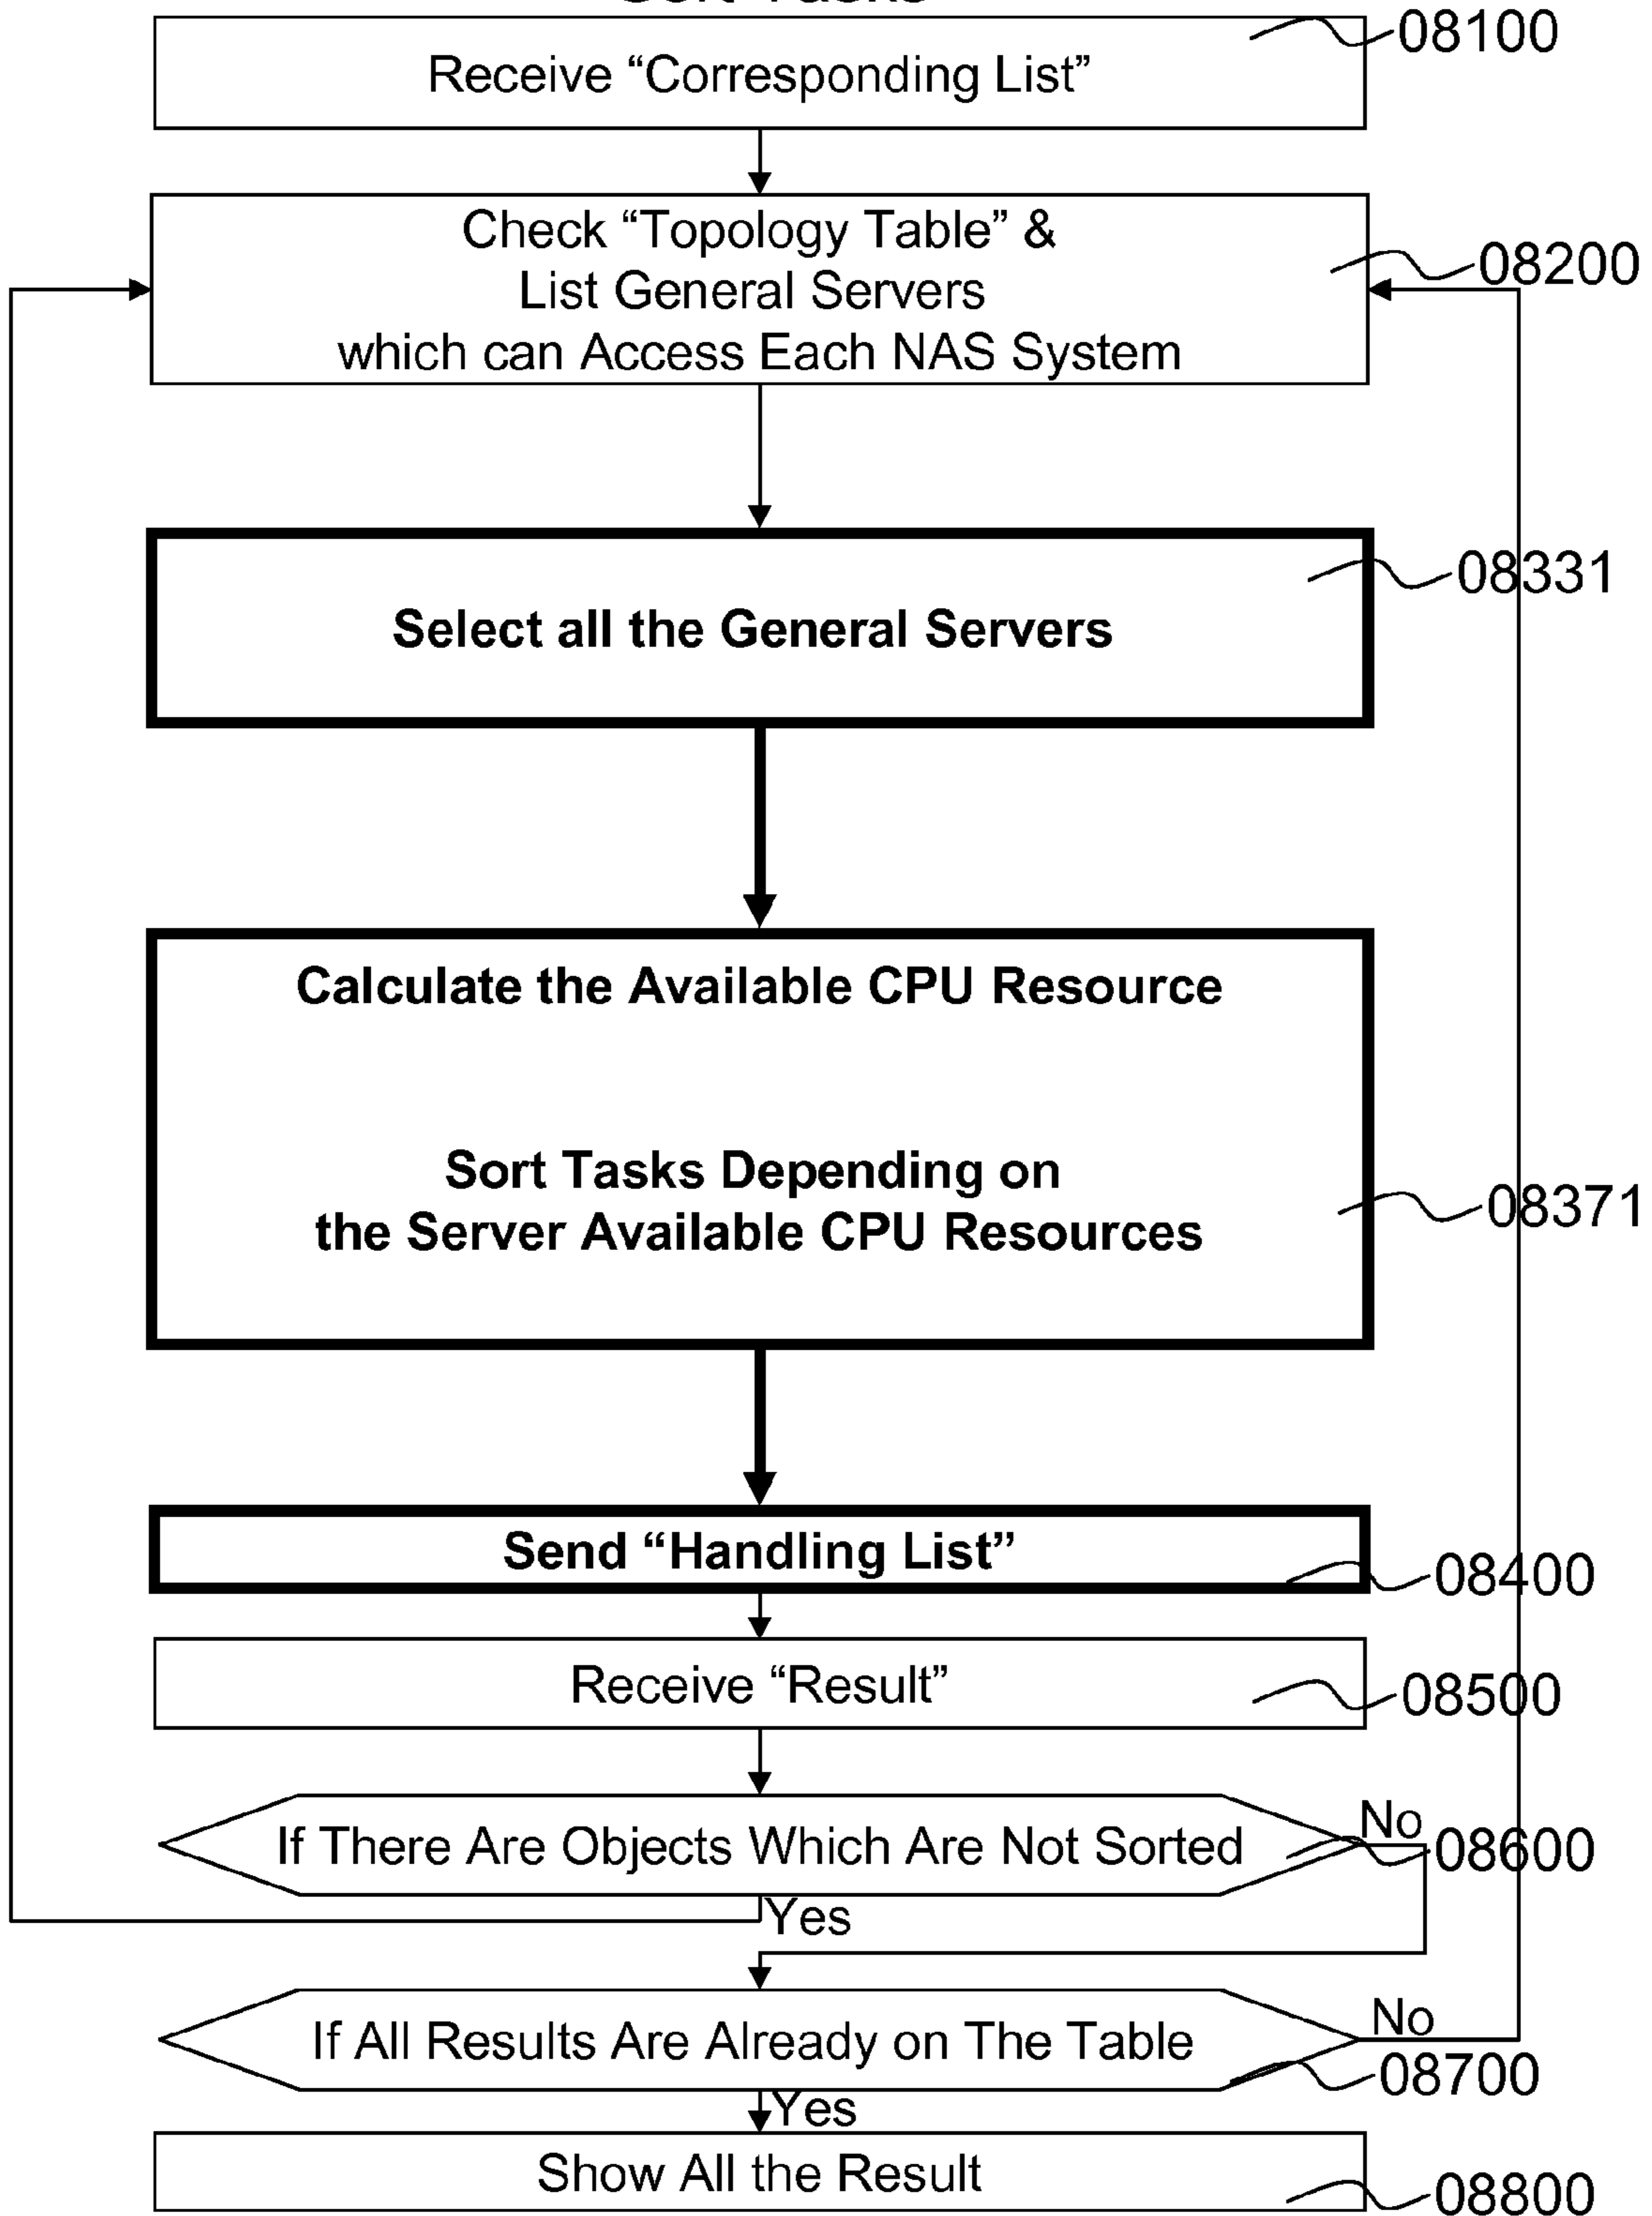 Receive “Corresponding List”
08100
Check “Topology Table” &
List General Servers
which can Access Each NAS System
08200
Select all the General Servers
08331
Calculate the Available CPU Resource
Sort Tasks Depending on
the Server Available CPU Resources
08371
Send “Handling List”
08400
Receive “Result”
08500
If There Are Objects Which Are Not Sorted
No
08600
Yes
If All Results Are Already on The Table
No
08700
Yes
Show All the Result
08800